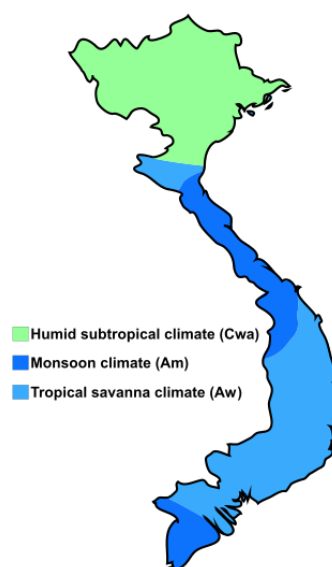 Humid subtropical climate (Cwa)
Monsoon climate (Am)
Tropical savanna climate (Aw)